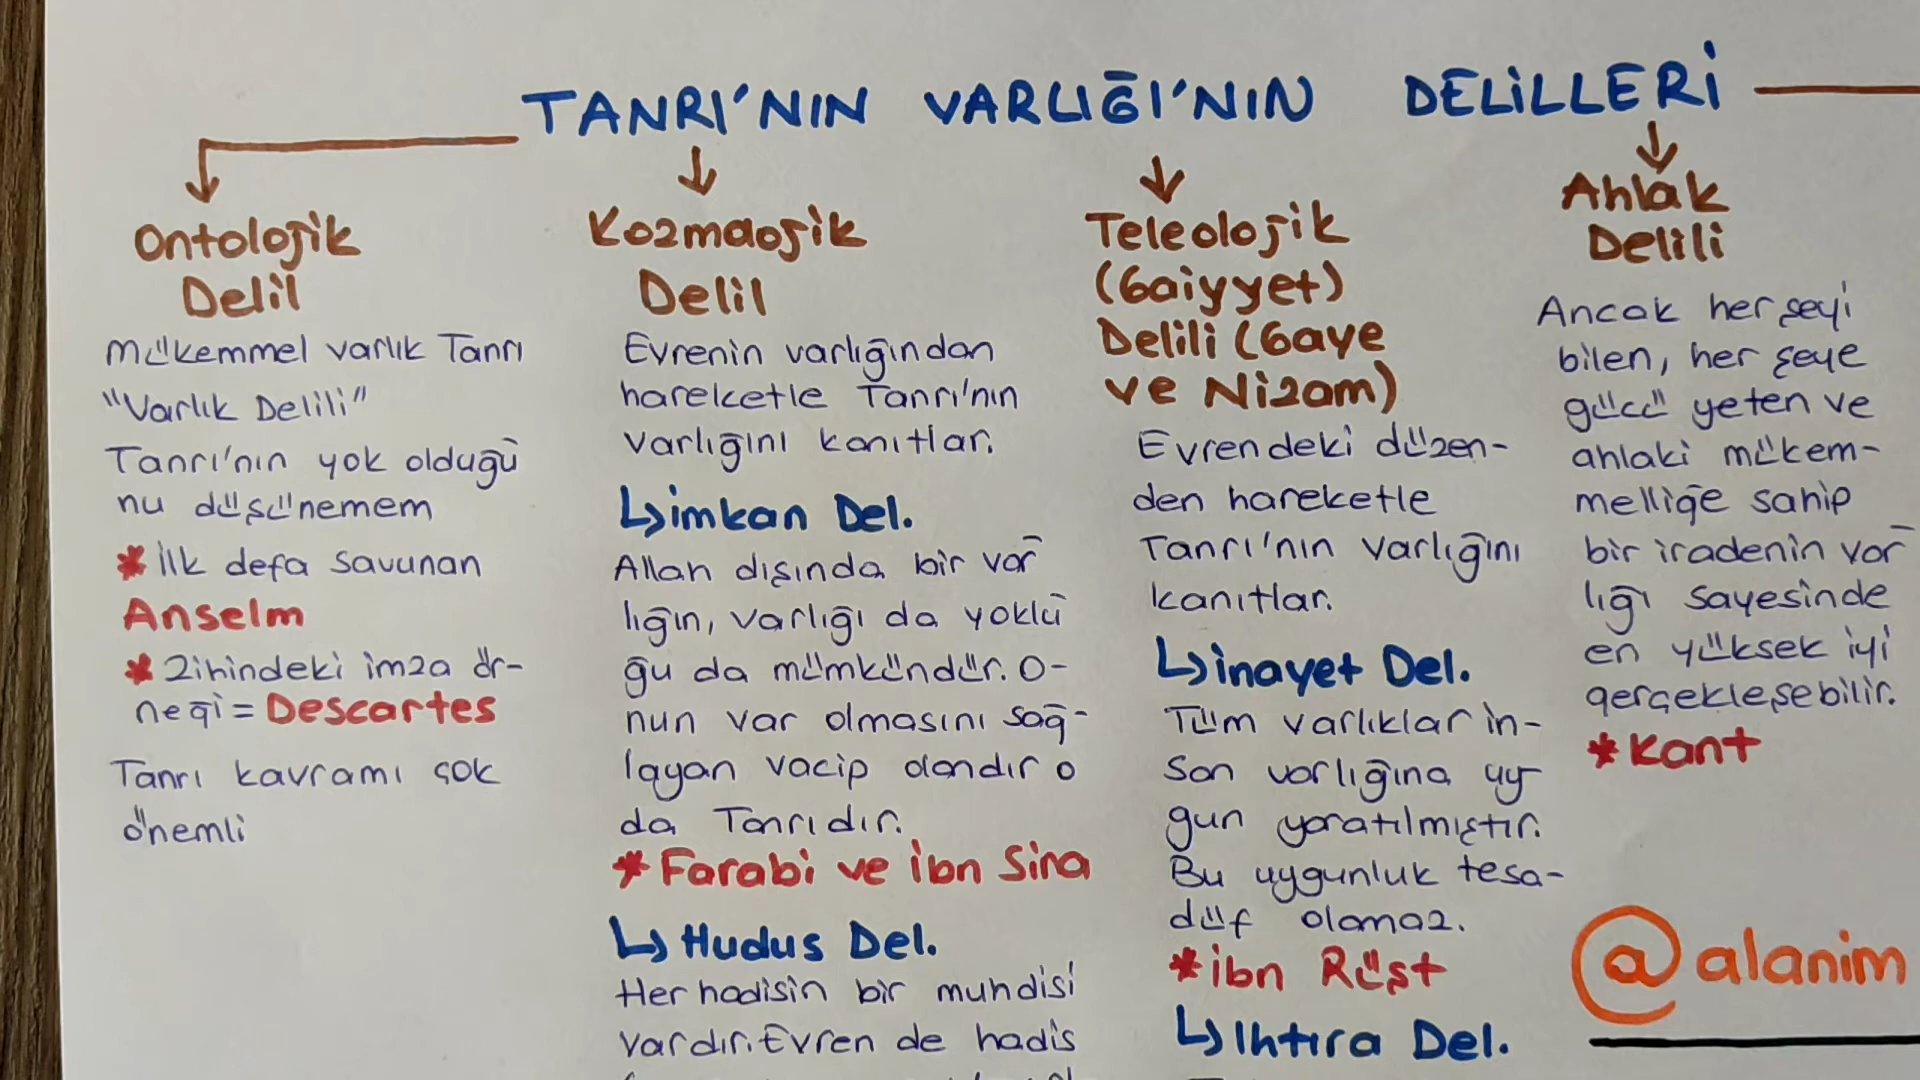 TANRI'NIN VARLIĞI'NIN DELİLLERİ
Ontolojik
Delil
Mükemmel varlık Tanrı
"Varlık Delili"
Tanrı'nın yok olduğu
nu düşünemem
* İlk defa savunan
Anselm
* Zihindeki imza ör-
neği = Descartes
Tanrı kavramı çok
önemli
Kozmaojik
Delil
Evrenin varlığından
hareketle Tanrı'nın
varlığını kanıtlar.
↳ imkan Del.
Allah dışında bir var
lığın, varlığı da yoklu
ğu da mümkündür. O-
nun var olmasını sağ-
layan vacip olandır o
da Tanrıdır.
* Farabi ve İbn Sina
↳ Hudus Del.
Her hadisin bir muhdisi
vardır. Evren de hadis
Teleolojik
(Gaiyyet)
Delili (Gaye
ve Nizam)
Evrendeki düzen-
den hareketle
Tanrı'nın varlığını
kanıtlar.
↳ inayet Del.
Tüm varlıklar in-
san varlığına uy
gun yaratılmıştır.
Bu uygunluk tesa-
düf olamaz.
* ibn Rüşt
↳ Ihtıra Del.
Ahlak
Delili
Ancak her şeyi
bilen, her şeye
gücü yeten ve
ahlaki mükem-
melliğe sahip
bir iradenin var
lığı sayesinde
en yüksek iyi
gerçekleşebilir.
* Kant
@alanim